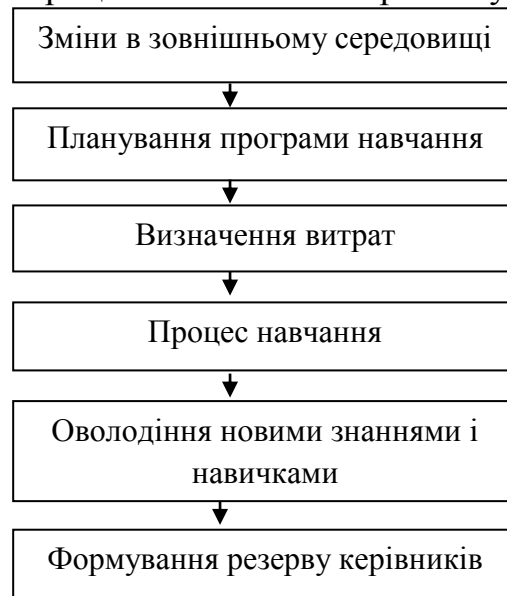 Зміни в зовнішньому середовищі
Планування програми навчання
Визначення витрат
Процес навчання
Оволодіння новими знаннями і
навичками
Формування резерву керівників